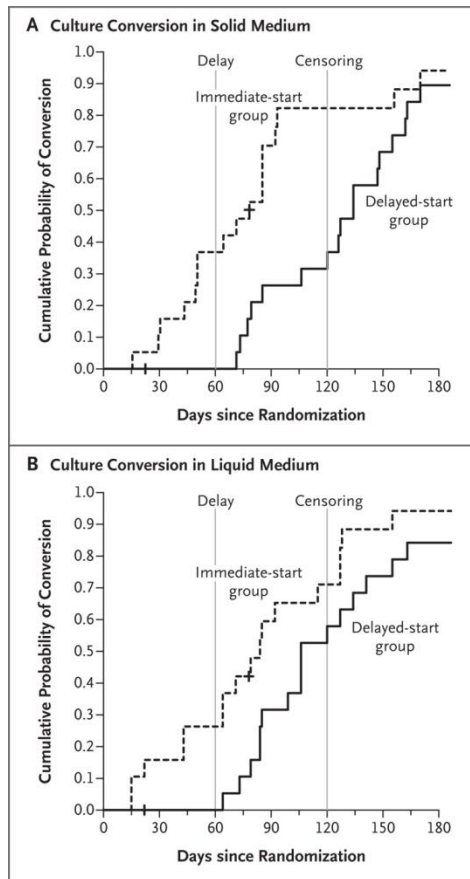 A Culture Conversion in Solid Medium
1.0
0.9
0.8
0.7
0.6
0.5
0.4
0.3
0.2
0.1
0.0
Cumulative Probability of Conversion
Delay
Censoring
Immediate-start
group
Delayed-start
group
0 30 60 90 120 150 180
Days since Randomization
B Culture Conversion in Liquid Medium
1.0
0.9
0.8
0.7
0.6
0.5
0.4
0.3
0.2
0.1
0.0
Cumulative Probability of Conversion
Delay
Censoring
Immediate-start
group
Delayed-start
group
0 30 60 90 120 150 180
Days since Randomization